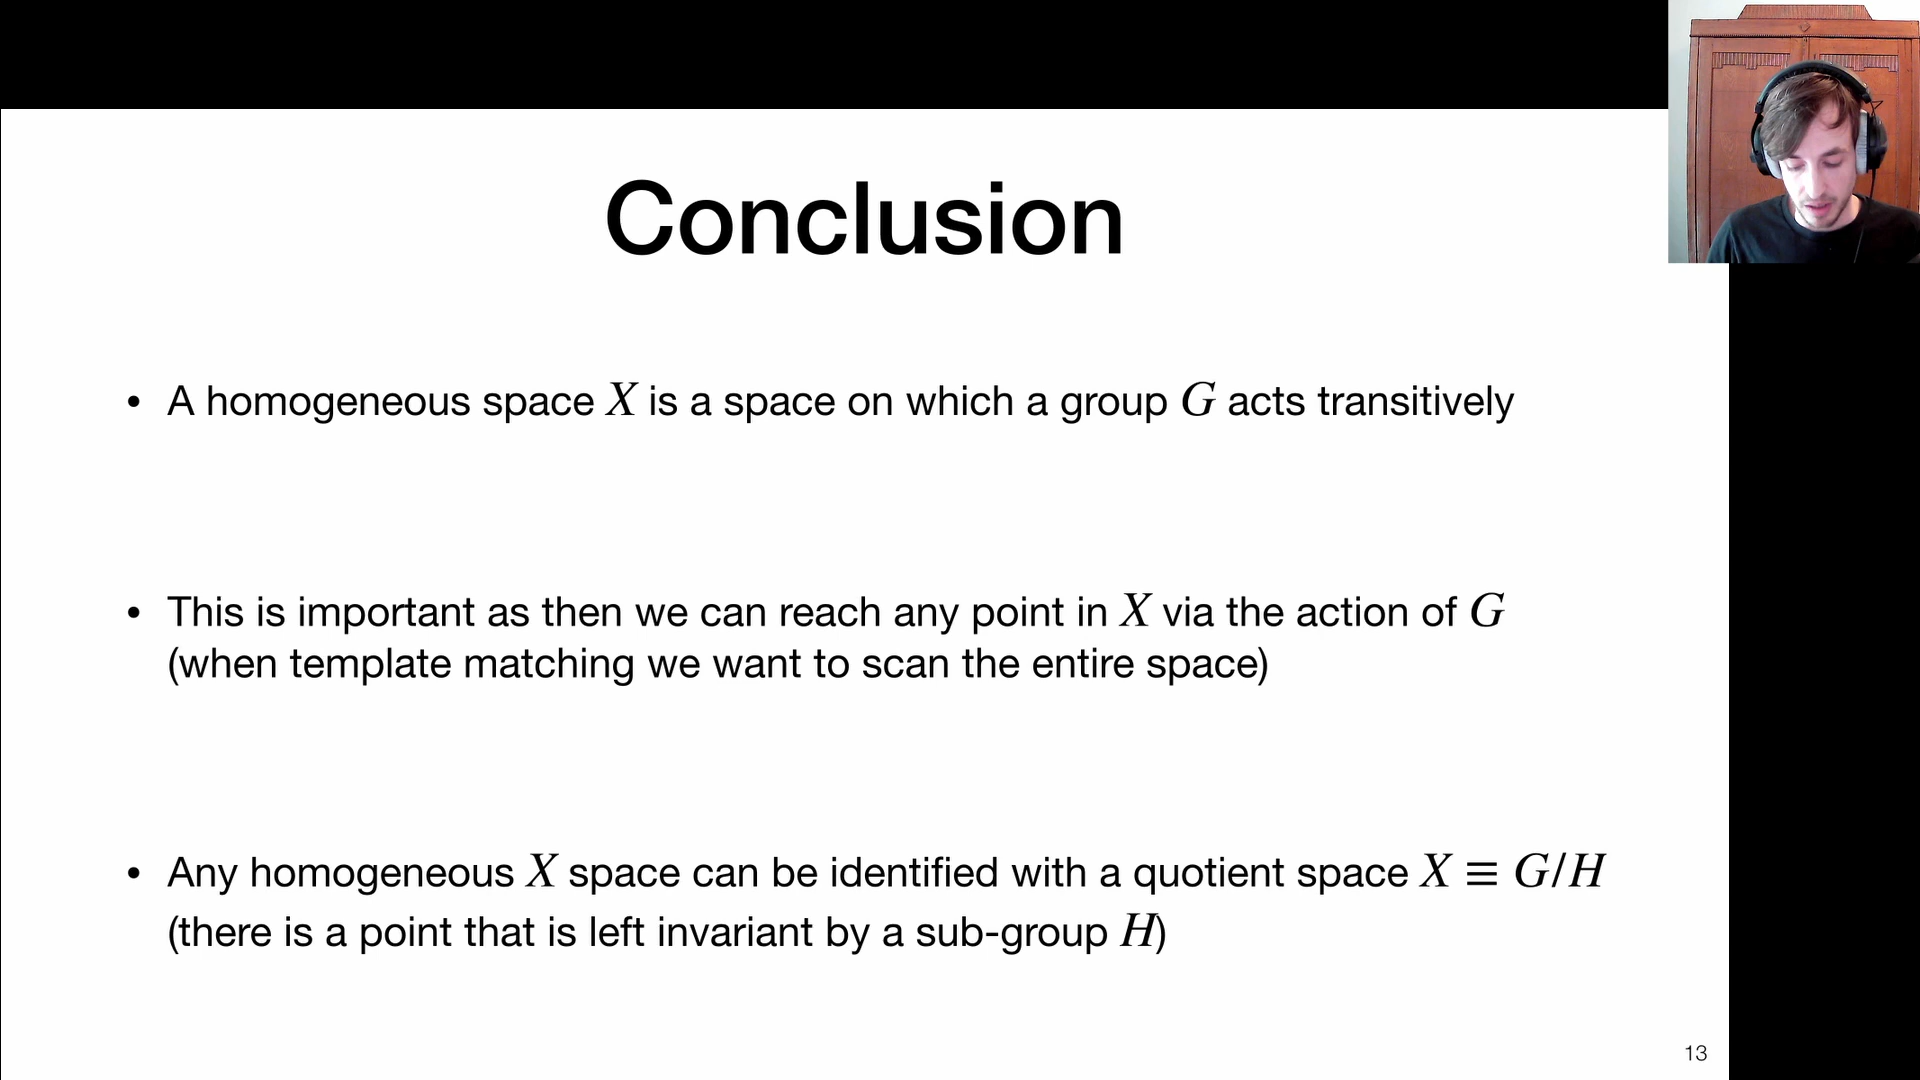 Conclusion
• A homogeneous space X is a space on which a group G acts transitively
• This is important as then we can reach any point in X via the action of G
(when template matching we want to scan the entire space)
• Any homogeneous X space can be identified with a quotient space X ≡ G/H
(there is a point that is left invariant by a sub-group H)
13